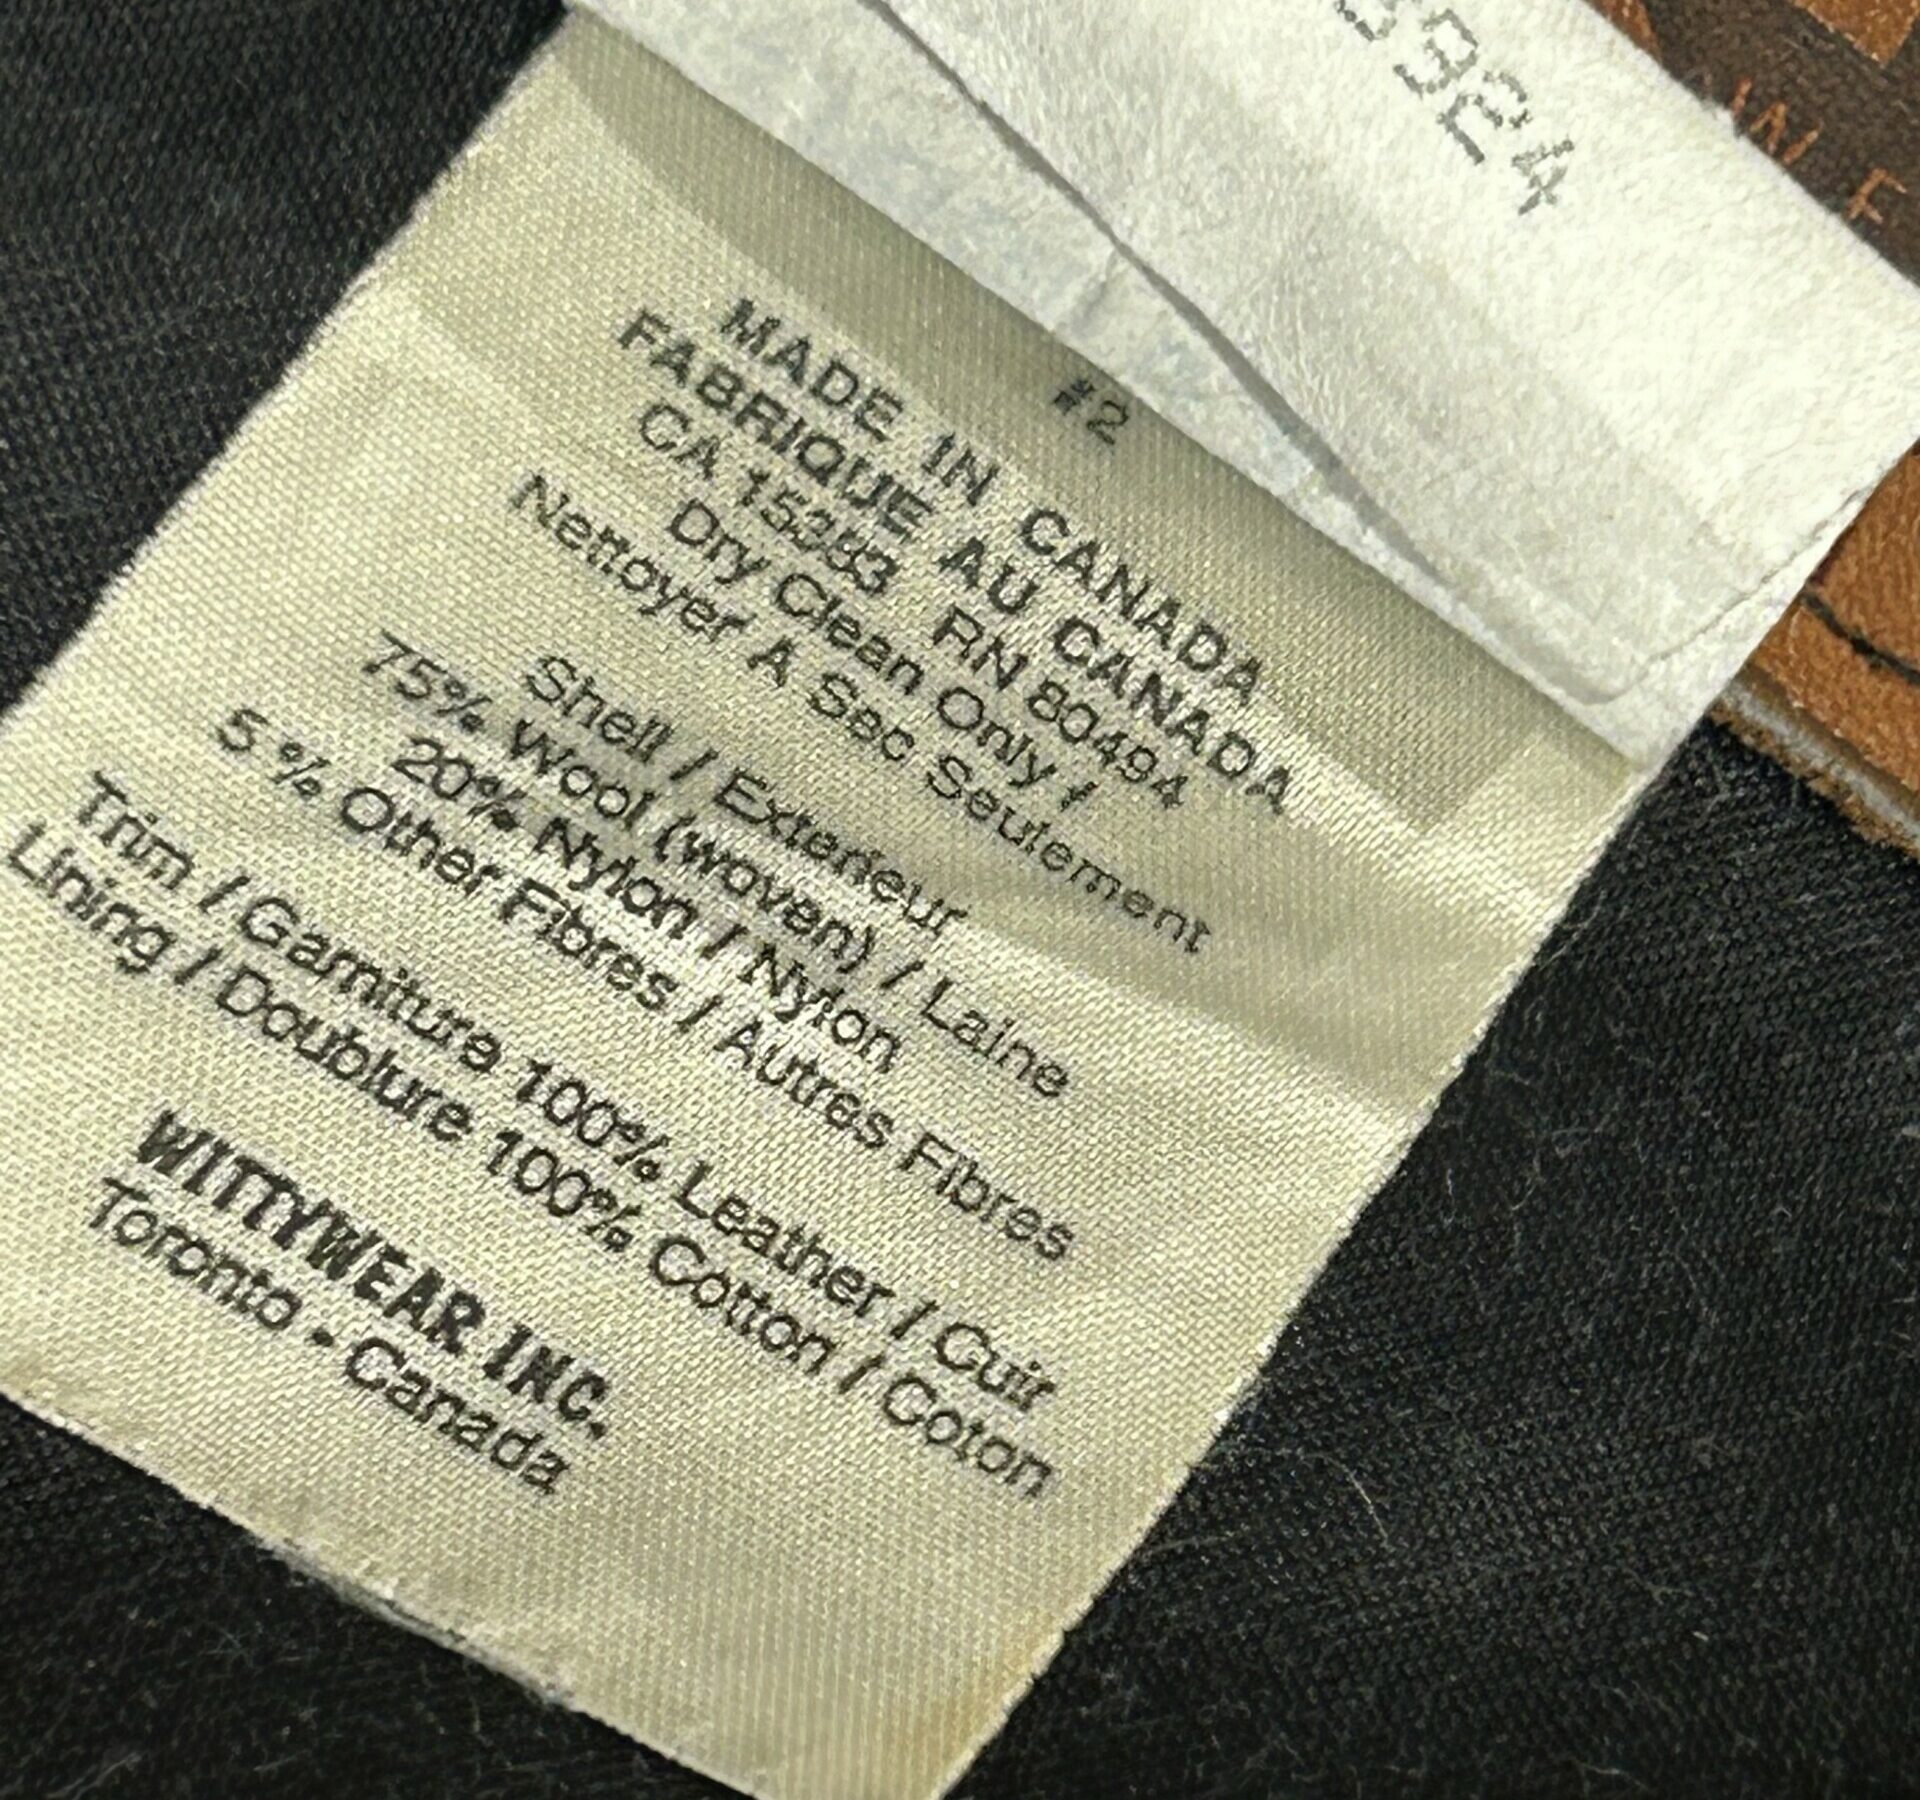 3924
W E
#2
MADE IN CANADA
FABRIQUE AU CANADA
CA 15383 RN 80494
Dry Clean Only /
Nettoyer A Sec Seulement
Shell / Exterieur
75% Wool (woven) / Laine
20% Nylon / Nylon
5 % Other Fibres / Autres Fibres
Trim / Garniture 100% Leather / Cuir
Lining / Doublure 100% Cotton / Coton
WITTYWEAR INC.
Toronto - Canada